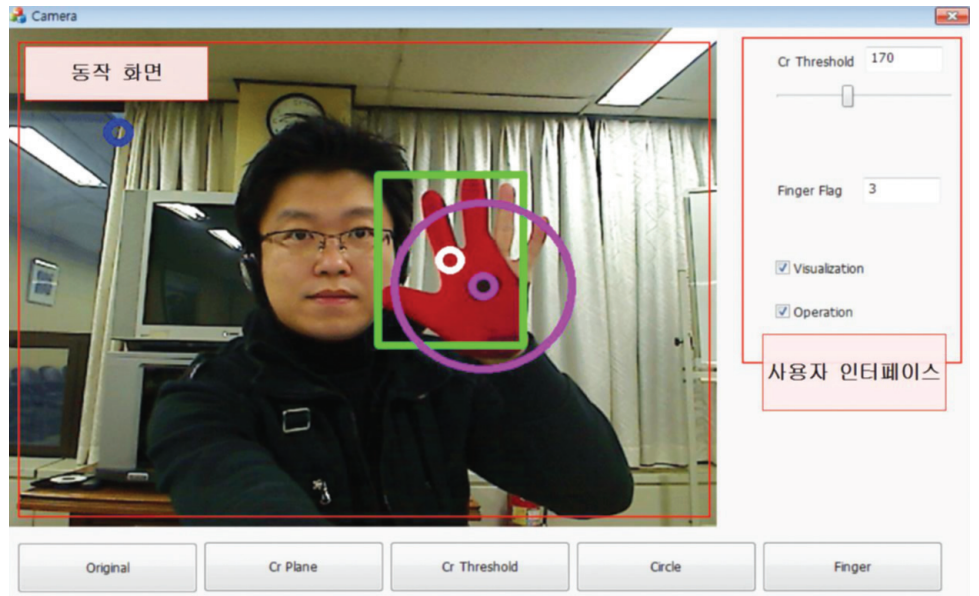 Camera
동작 화면
Cr Threshold 170
Finger Flag 3
Visualization
Operation
사용자 인터페이스
Original
Cr Plane
Cr Threshold
Circle
Finger